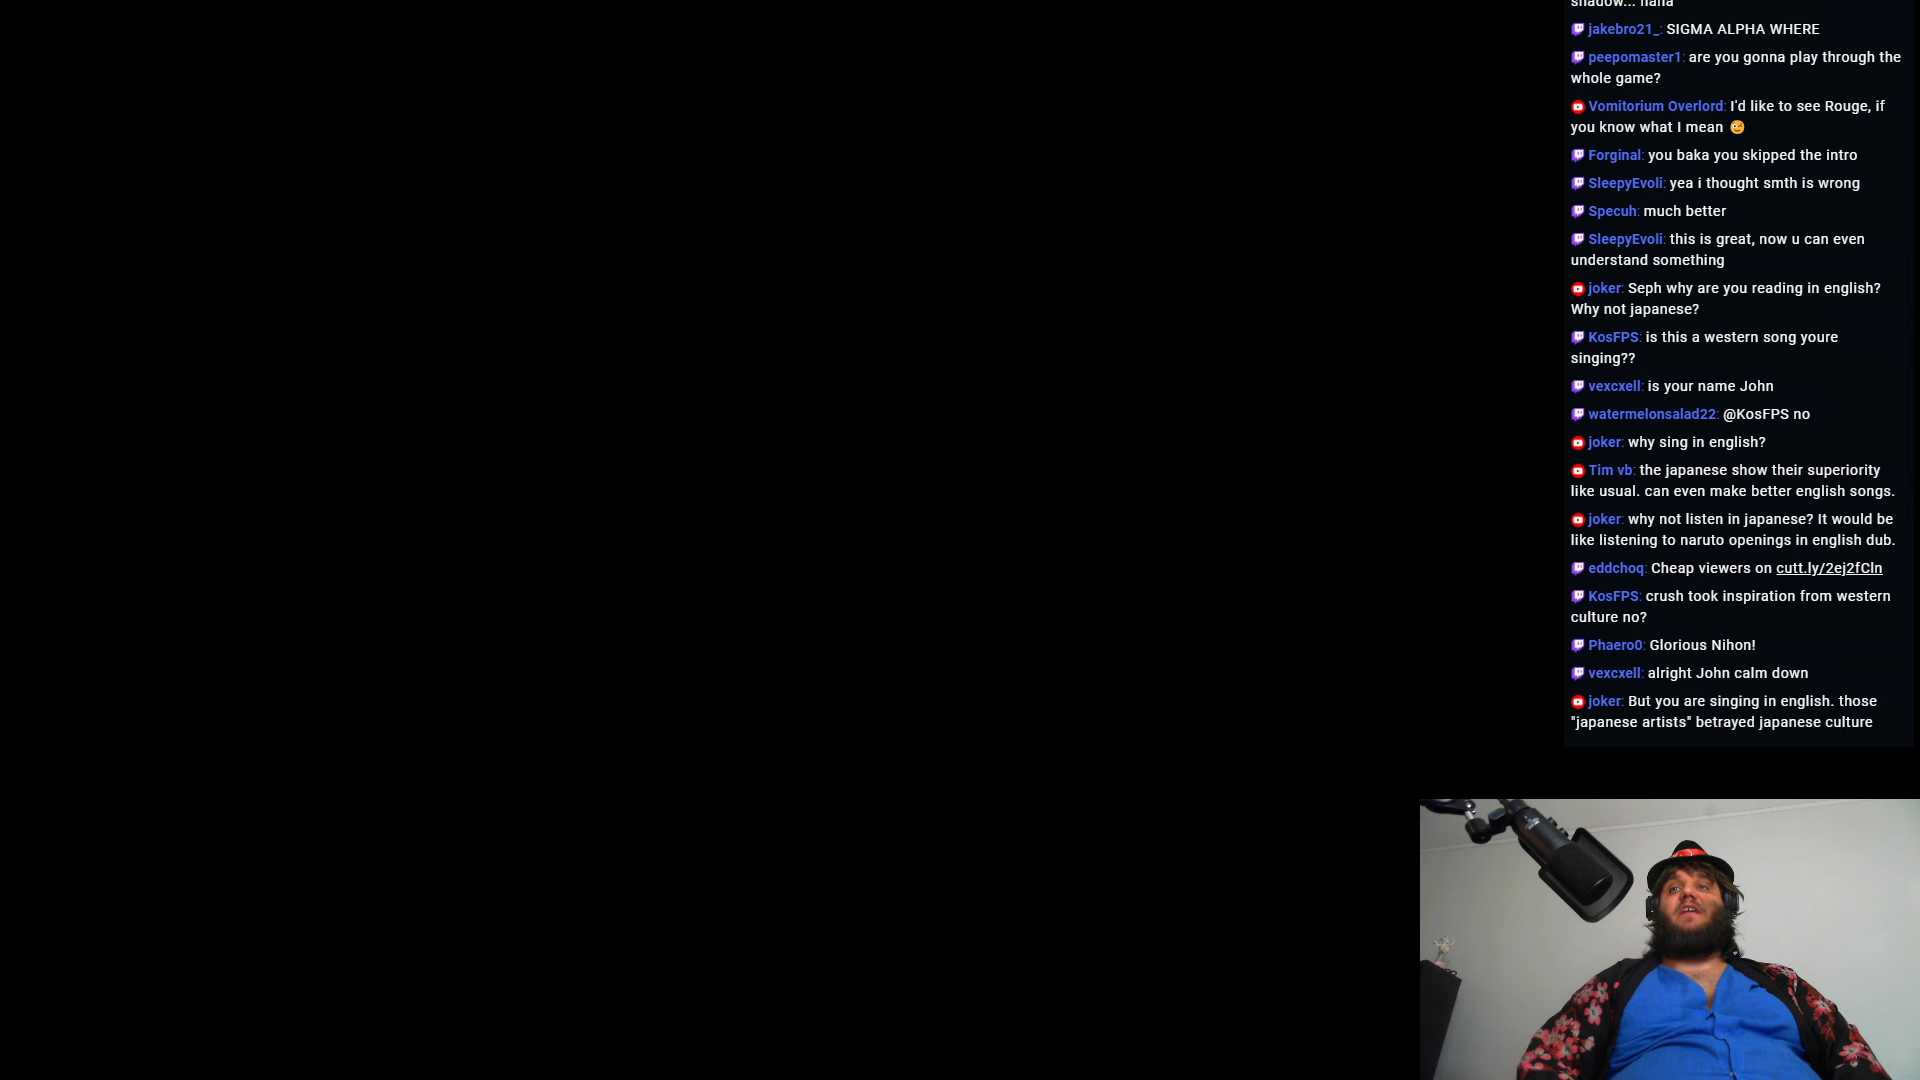 shadow... haha
jakebro21_: SIGMA ALPHA WHERE
peepomaster1: are you gonna play through the
whole game?
Vomitorium Overlord: I'd like to see Rouge, if
you know what I mean 😉
Forginal: you baka you skipped the intro
SleepyEvoli: yea i thought smth is wrong
Specuh: much better
SleepyEvoli: this is great, now u can even
understand something
joker: Seph why are you reading in english?
Why not japanese?
KosFPS: is this a western song youre
singing??
vexcxell: is your name John
watermelonsalad22: @KosFPS no
joker: why sing in english?
Tim vb: the japanese show their superiority
like usual. can even make better english songs.
joker: why not listen in japanese? It would be
like listening to naruto openings in english dub.
eddchoq: Cheap viewers on cutt.ly/2ej2fCln
KosFPS: crush took inspiration from western
culture no?
Phaero0: Glorious Nihon!
vexcxell: alright John calm down
joker: But you are singing in english. those
"japanese artists" betrayed japanese culture